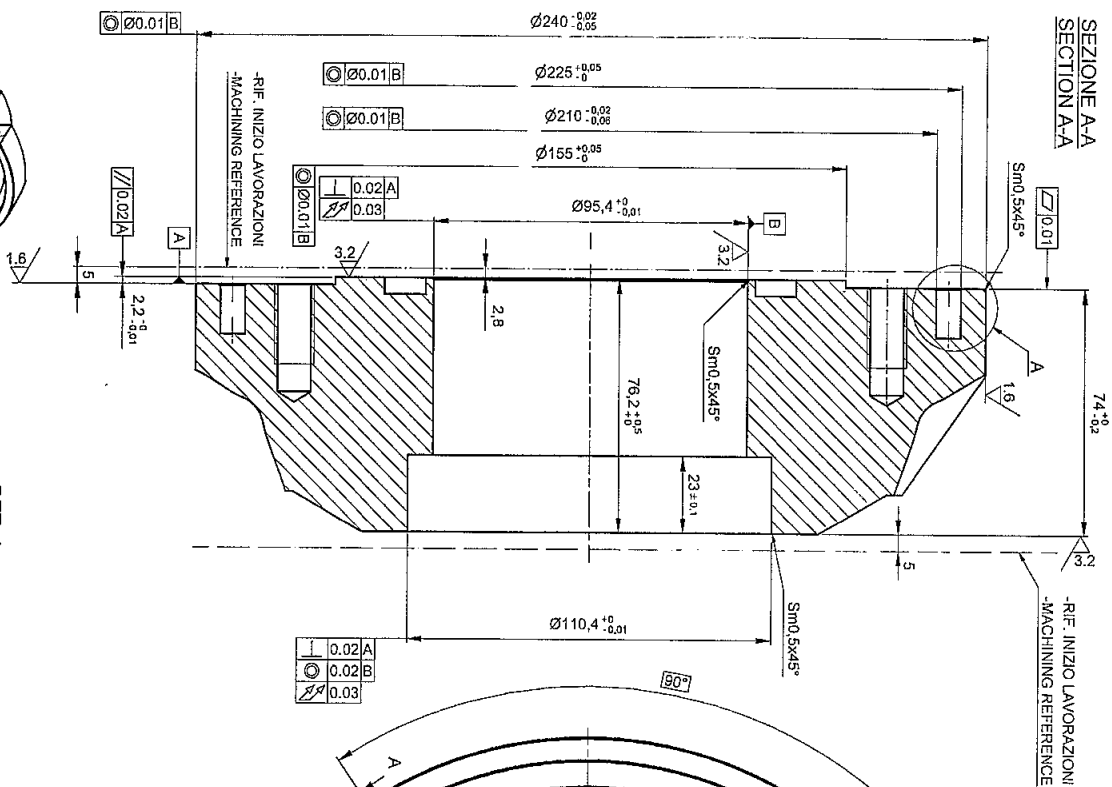 SEZIONE A-A
SECTION A-A
◎ Ø0.01 B
Ø240 -0.02 -0.05
◎ Ø0.01 B
Ø225 +0,05 -0
◎ Ø0.01 B
Ø210 -0.02 -0.06
Ø155 +0,05 -0
◎ Ø0.01 B
⊥ 0.02 A
⌰ 0.03
Ø95,4 +0 -0,01
B
3.2
Sm0,5x45°
⏥ 0.01
-RIF. INIZIO LAVORAZIONI
-MACHINING REFERENCE
// 0.02 A
A
1.6
5
2,2 -0 -0,01
3.2
2,8
Sm0,5x45°
76,2 +0,5 +0
23 ±0,1
A
1.6
74 +0 -0,2
3.2
5
-RIF. INIZIO LAVORAZIONI
-MACHINING REFERENCE
Sm0,5x45°
Ø110,4 +0 -0,01
⊥ 0.02 A
◎ 0.02 B
⌰ 0.03
90°
A